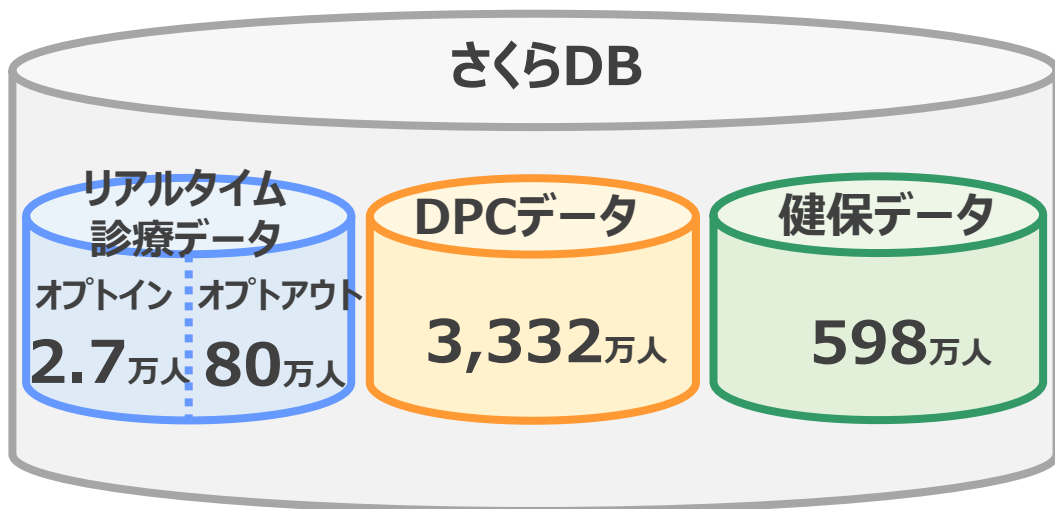 さくらDB
リアルタイム
診療データ
オプトイン
オプトアウト
2.7万人
80万人
DPCデータ
3,332万人
健保データ
598万人